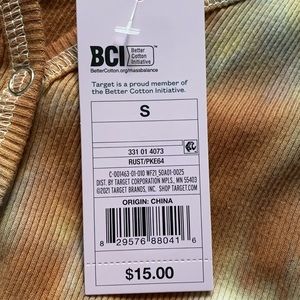 BCI Better
Cotton
Initiative
BetterCotton.org/massbalance
Target is a proud member of
the Better Cotton Initiative.
S
331 01 4073
RUST/PKE64
C-001463-01-010 WF21_50A01-0025
DIST. BY TARGET CORPORATION MPLS, MN 55403
©2021 TARGET BRANDS, INC. SHOP TARGET.COM
ORIGIN: CHINA
8 29576 88041 6
$15.00